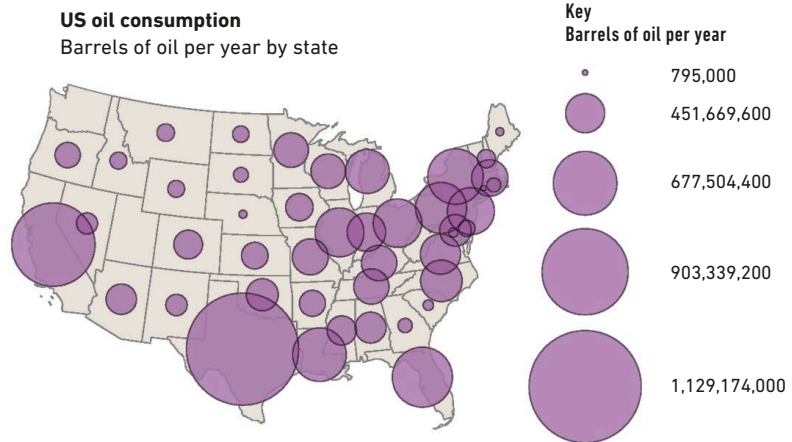 US oil consumption
Barrels of oil per year by state
Key
Barrels of oil per year
795,000
451,669,600
677,504,400
903,339,200
1,129,174,000